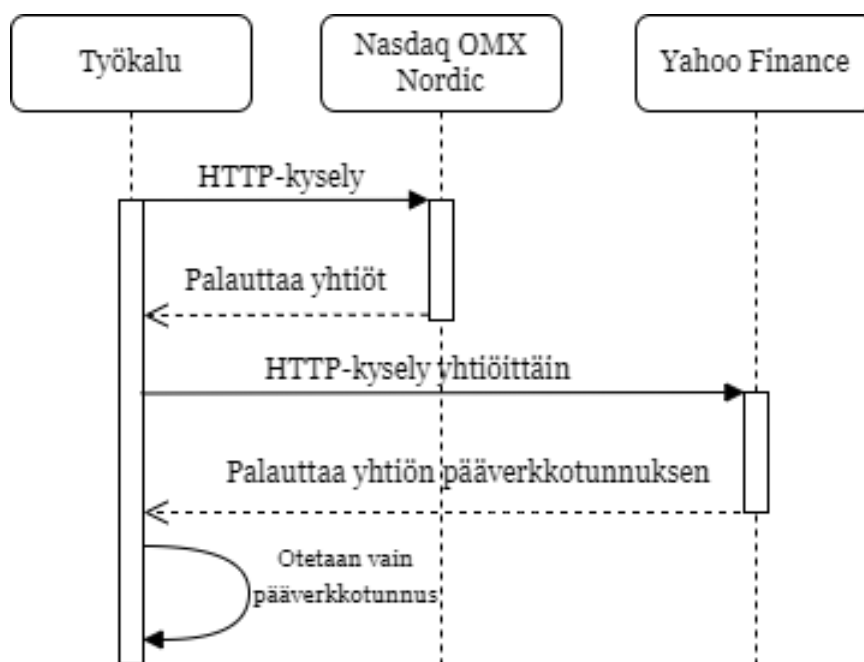 Työkalu
Nasdaq OMX
Nordic
Yahoo Finance
HTTP-kysely
Palauttaa yhtiöt
HTTP-kysely yhtiöittäin
Palauttaa yhtiön pääverkkotunnuksen
Otetaan vain
pääverkkotunnus